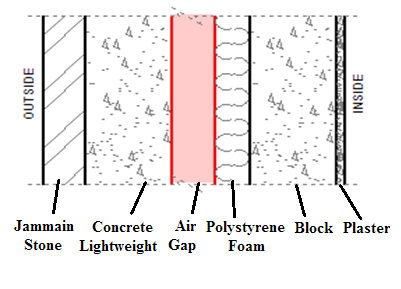 OUTSIDE
INSIDE
Jammain Stone
Concrete Lightweight
Air Gap
Polystyrene Foam
Block
Plaster